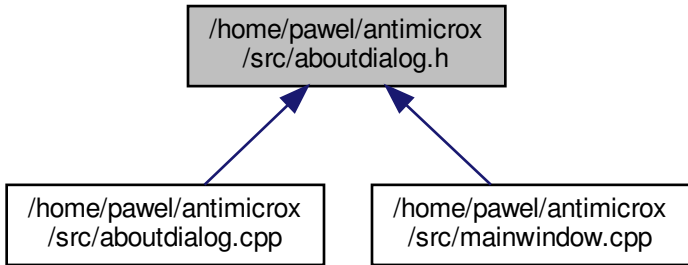 /home/pawel/antimicrox
/src/aboutdialog.h
/home/pawel/antimicrox
/src/aboutdialog.cpp
/home/pawel/antimicrox
/src/mainwindow.cpp